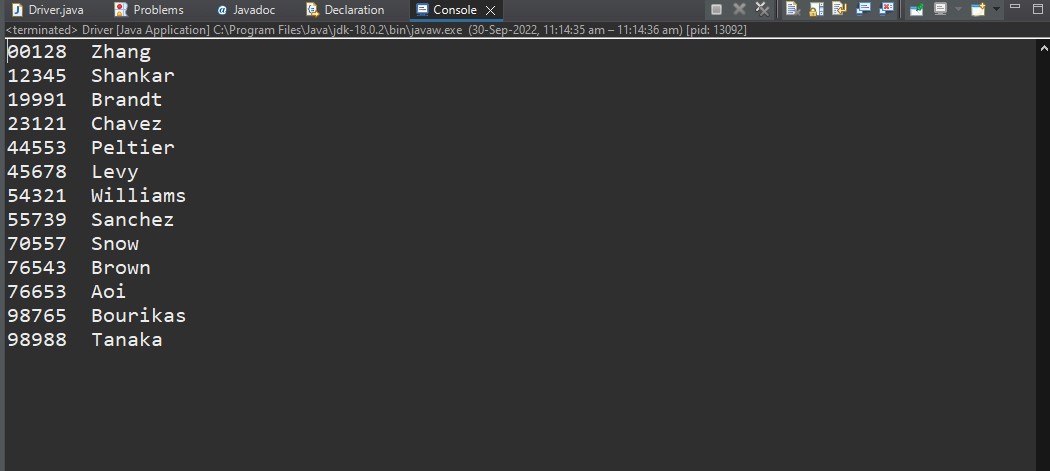 Driver.java Problems Javadoc Declaration Console
<terminated> Driver [Java Application] C:\Program Files\Java\jdk-18.0.2\bin\javaw.exe (30-Sep-2022, 11:14:35 am – 11:14:36 am) [pid: 13092]
00128 Zhang
12345 Shankar
19991 Brandt
23121 Chavez
44553 Peltier
45678 Levy
54321 Williams
55739 Sanchez
70557 Snow
76543 Brown
76653 Aoi
98765 Bourikas
98988 Tanaka